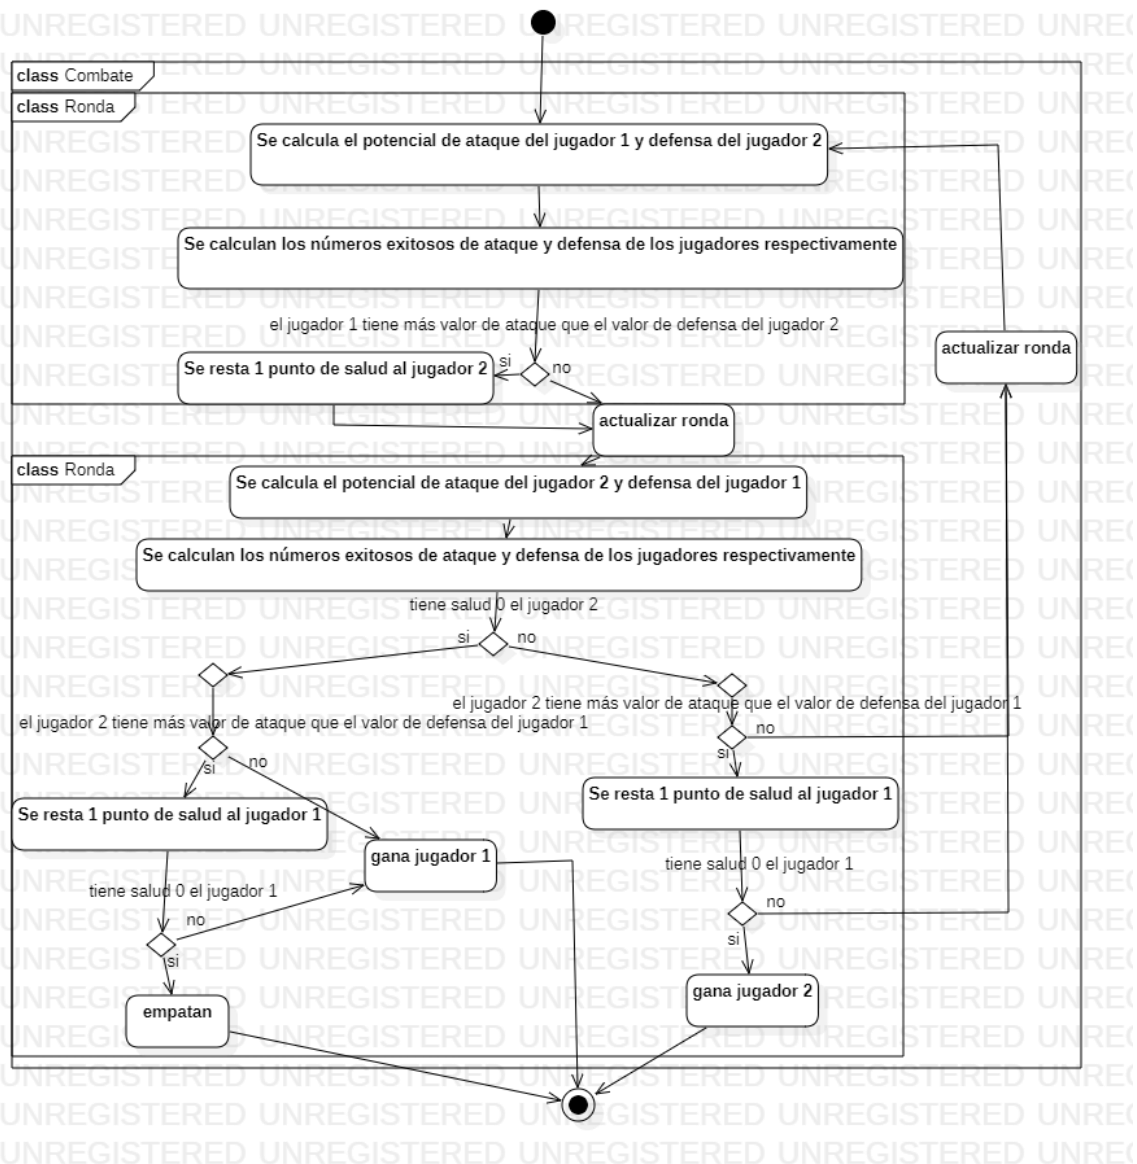 class Combate
class Ronda
Se calcula el potencial de ataque del jugador 1 y defensa del jugador 2
Se calculan los números exitosos de ataque y defensa de los jugadores respectivamente
el jugador 1 tiene más valor de ataque que el valor de defensa del jugador 2
si
no
Se resta 1 punto de salud al jugador 2
actualizar ronda
actualizar ronda
class Ronda
Se calcula el potencial de ataque del jugador 2 y defensa del jugador 1
Se calculan los números exitosos de ataque y defensa de los jugadores respectivamente
tiene salud 0 el jugador 2
si
no
el jugador 2 tiene más valor de ataque que el valor de defensa del jugador 1
si
no
Se resta 1 punto de salud al jugador 1
gana jugador 1
tiene salud 0 el jugador 1
no
si
empatan
el jugador 2 tiene más valor de ataque que el valor de defensa del jugador 1
no
si
Se resta 1 punto de salud al jugador 1
tiene salud 0 el jugador 1
no
si
gana jugador 2
UNREGISTERED